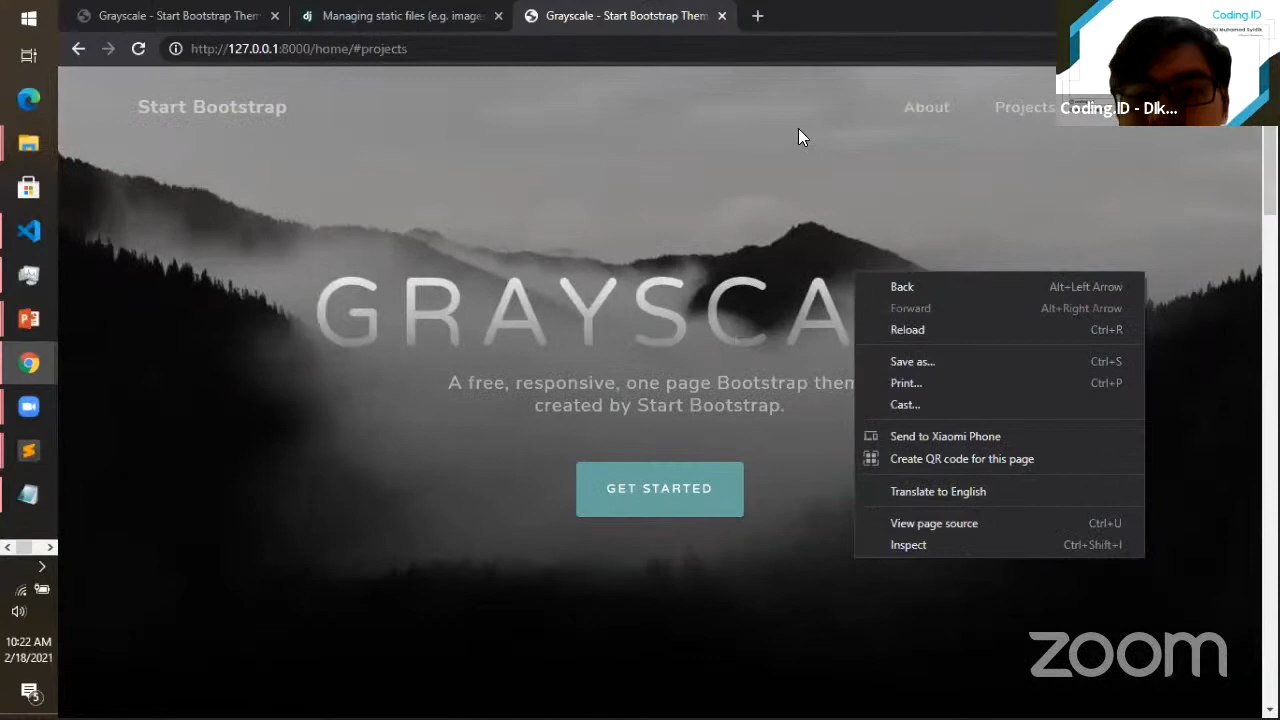 Grayscale - Start Bootstrap Theme
Managing static files (e.g. images
Grayscale - Start Bootstrap Them
http://127.0.0.1:8000/home/#projects
Coding.ID
Coding.ID - DIk...
Start Bootstrap
About
Projects
GRAYSCA
A free, responsive, one page Bootstrap them
created by Start Bootstrap.
GET STARTED
Back Alt+Left Arrow
Forward Alt+Right Arrow
Reload Ctrl+R
Save as... Ctrl+S
Print... Ctrl+P
Cast...
Send to Xiaomi Phone
Create QR code for this page
Translate to English
View page source Ctrl+U
Inspect Ctrl+Shift+I
10:22 AM
2/18/2021
5
zoom